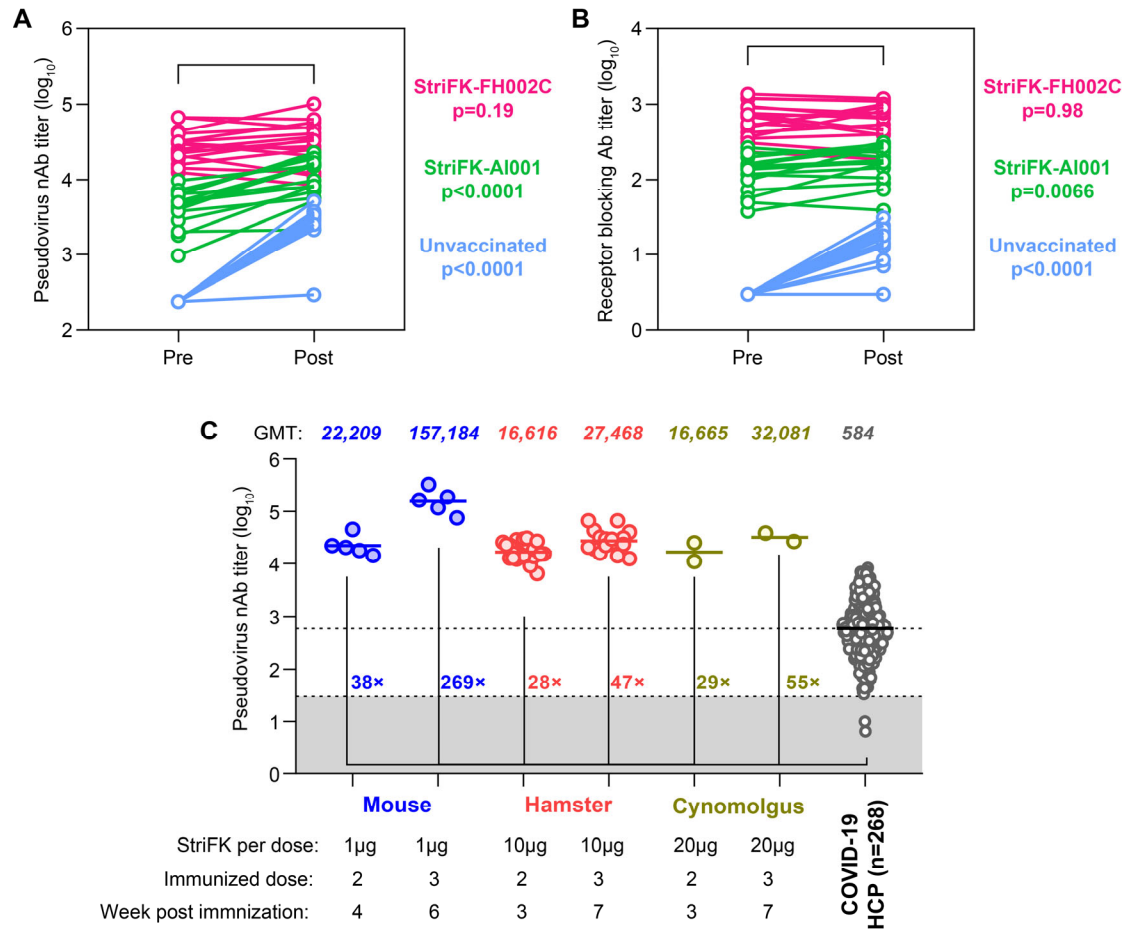 A
B
Pseudovirus nAb titer (log10)
6
5
4
3
2
Pre
Post
StriFK-FH002C
p=0.19
StriFK-Al001
p<0.0001
Unvaccinated
p<0.0001
Receptor blocking Ab titer (log10)
4
3
2
1
0
Pre
Post
StriFK-FH002C
p=0.98
StriFK-Al001
p=0.0066
Unvaccinated
p<0.0001
C
GMT: 22,209 157,184 16,616 27,468 16,665 32,081 584
Pseudovirus nAb titer (log10)
6
5
4
3
2
1
0
38× 269× 28× 47× 29× 55×
Mouse Hamster Cynomolgus
COVID-19
HCP (n=268)
StriFK per dose: 1µg 1µg 10µg 10µg 20µg 20µg
Immunized dose: 2 3 2 3 2 3
Week post immnization: 4 6 3 7 3 7